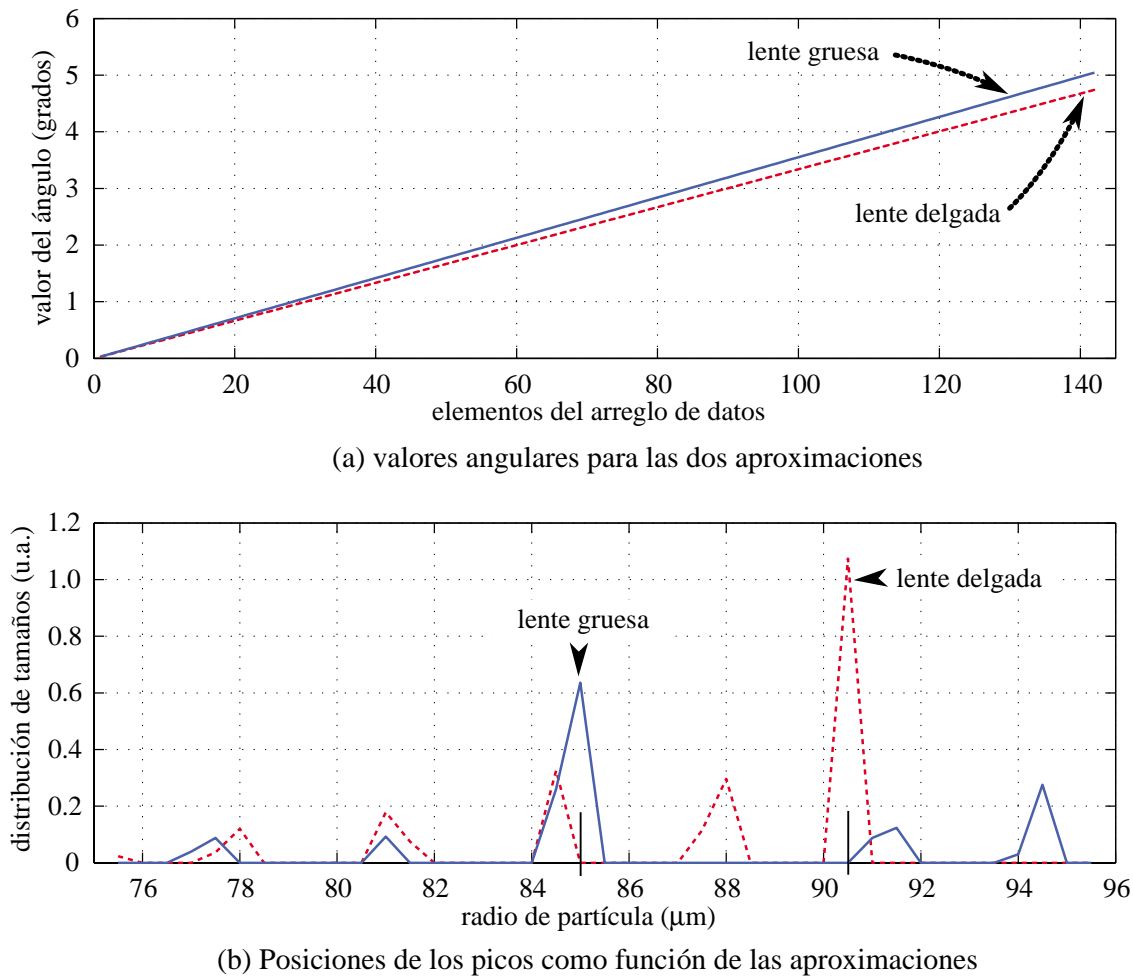 valor del ángulo (grados)
6
5
4
3
2
1
0
lente gruesa
lente delgada
0 20 40 60 80 100 120 140
elementos del arreglo de datos
(a) valores angulares para las dos aproximaciones
distribución de tamaños (u.a.)
1.2
1.0
0.8
0.6
0.4
0.2
0
lente delgada
lente gruesa
76 78 80 82 84 86 88 90 92 94 96
radio de partícula (μm)
(b) Posiciones de los picos como función de las aproximaciones